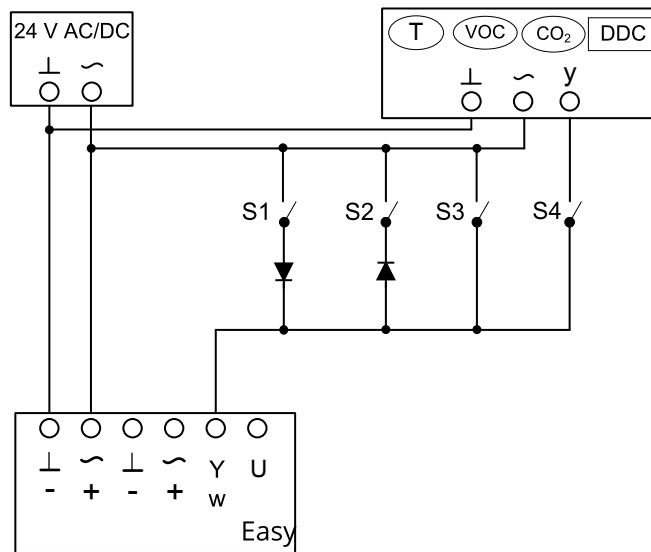 24 V AC/DC
⊥ ~
T VOC CO₂ DDC
⊥ ~ y
S1 S2 S3 S4
⊥ ~ ⊥ ~ Y U
- + - + w
Easy